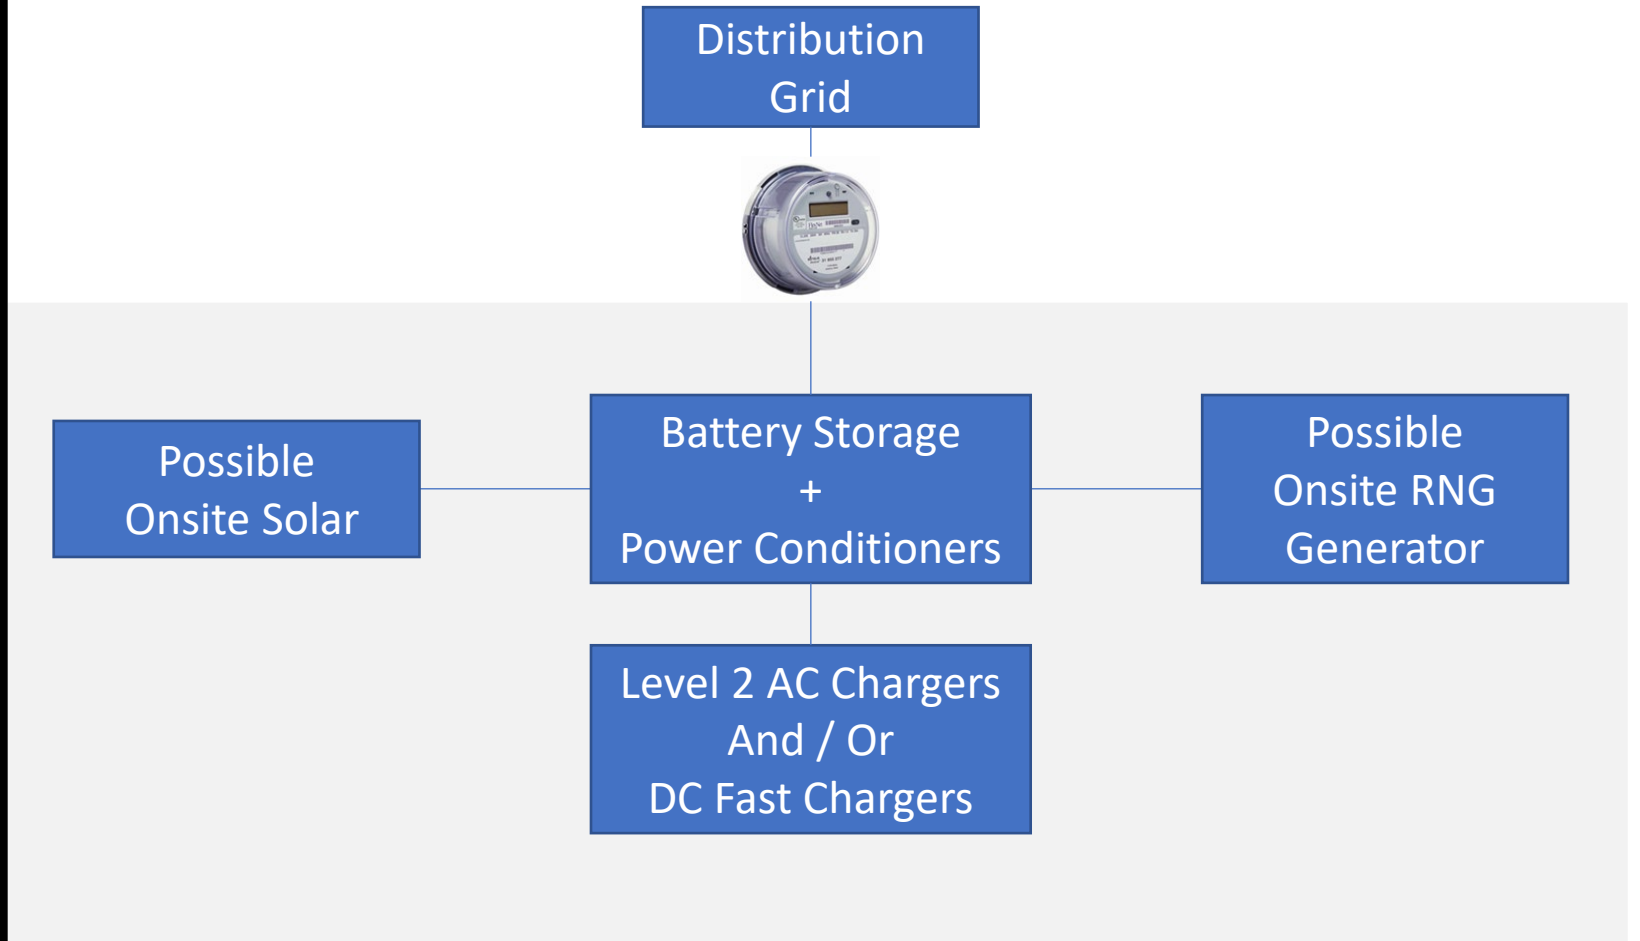 Distribution
Grid
Possible
Onsite Solar
Battery Storage
+
Power Conditioners
Possible
Onsite RNG
Generator
Level 2 AC Chargers
And / Or
DC Fast Chargers